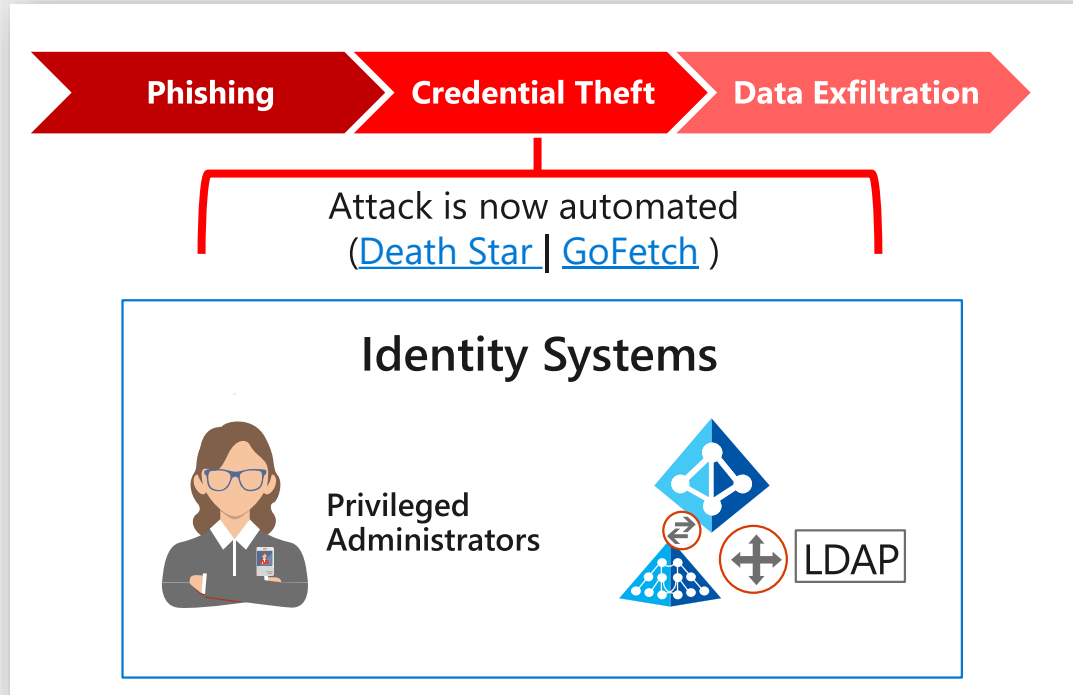 Phishing
Credential Theft
Data Exfiltration
Attack is now automated
(Death Star | GoFetch )
Identity Systems
Privileged
Administrators
LDAP